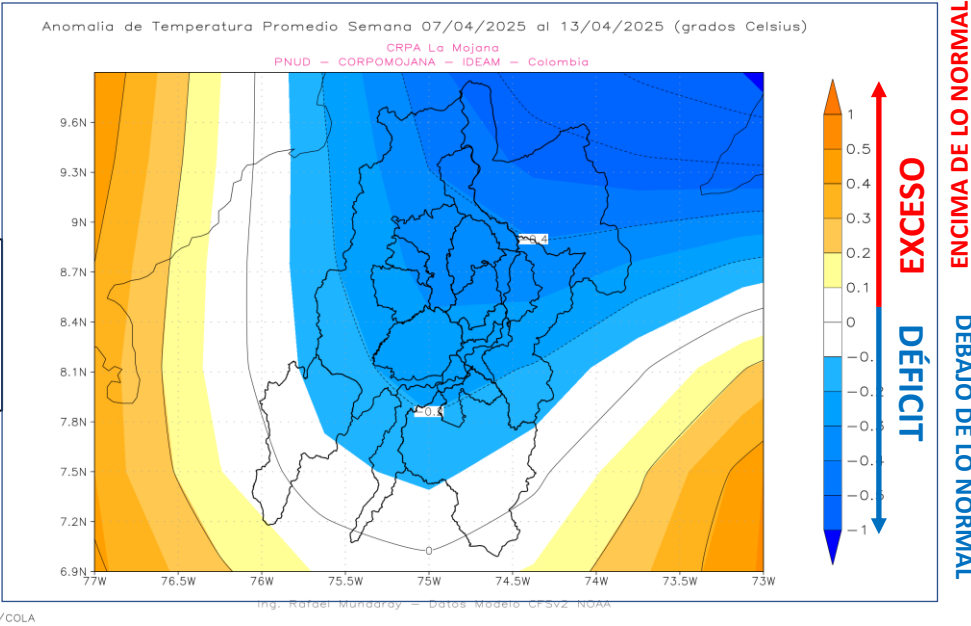 Anomalia de Temperatura Promedio Semana 07/04/2025 al 13/04/2025 (grados Celsius)
CRPA La Mojana
PNUD – CORPOMOJANA – IDEAM – Colombia
9.6N
9.3N
9N
8.7N
8.4N
8.1N
7.8N
7.5N
7.2N
6.9N
77W
76.5W
76W
75.5W
75W
74.5W
74W
73.5W
73W
-0.4
0
1
0.5
0.4
0.3
0.2
0.1
0
-1
EXCESO
DÉFICIT
ENCIMA DE LO NORMAL
DEBAJO DE LO NORMAL
Ing. Rafael Mundaray – Datos Modelo CFSv2 NOAA
/COLA